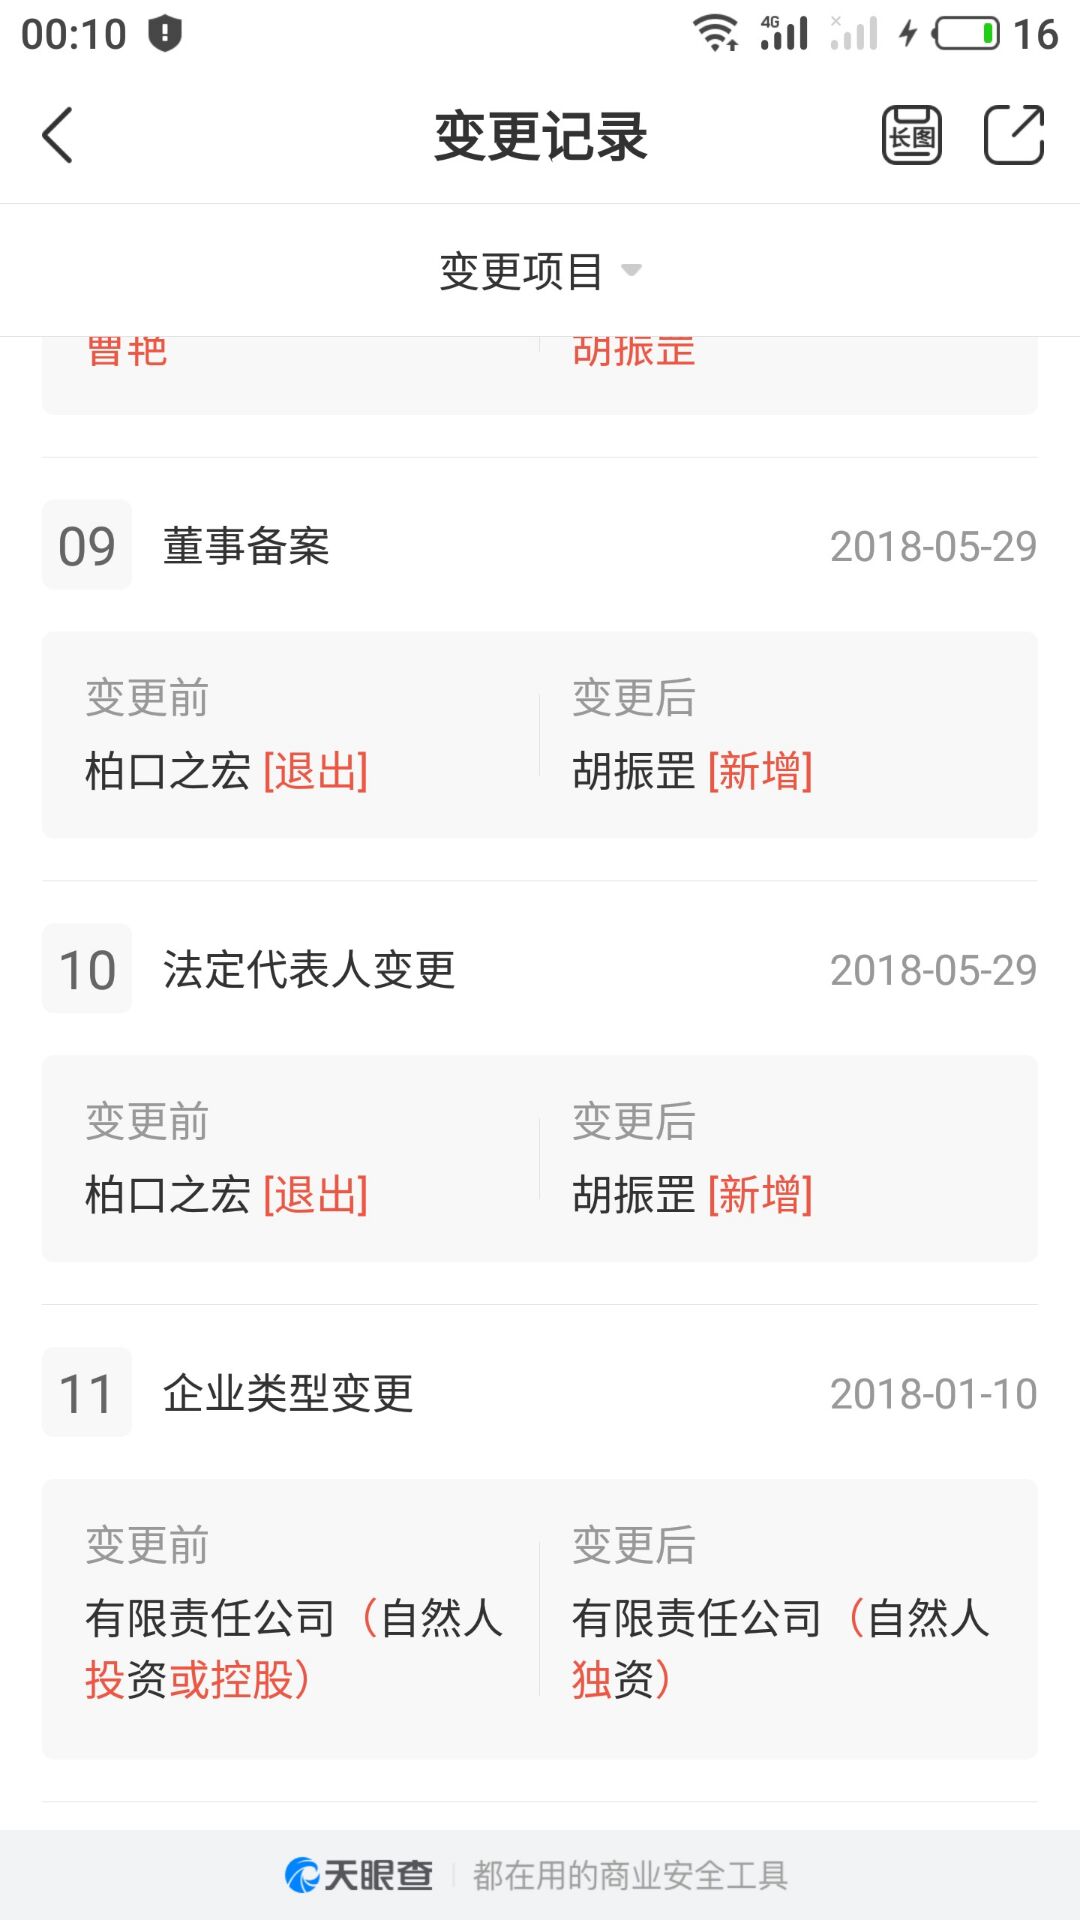 00:10
4G
16
变更记录
长图
变更项目
曹艳
胡振罡
09 董事备案 2018-05-29
变更前 变更后
柏口之宏 [退出] 胡振罡 [新增]
10 法定代表人变更 2018-05-29
变更前 变更后
柏口之宏 [退出] 胡振罡 [新增]
11 企业类型变更 2018-01-10
变更前
有限责任公司（自然人
投资或控股）
变更后
有限责任公司（自然人
独资）
天眼查 都在用的商业安全工具